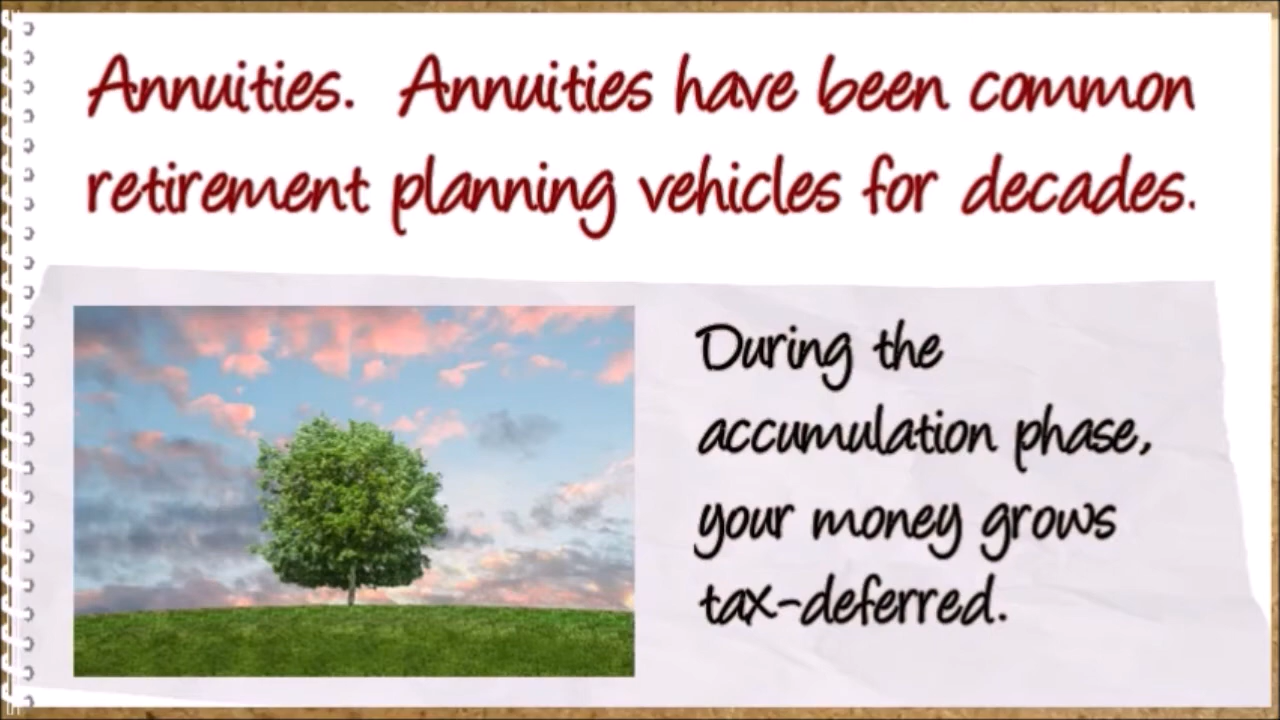 Annuities.  Annuities have been common
retirement planning vehicles for decades.
During the
accumulation phase,
your money grows
tax-deferred.